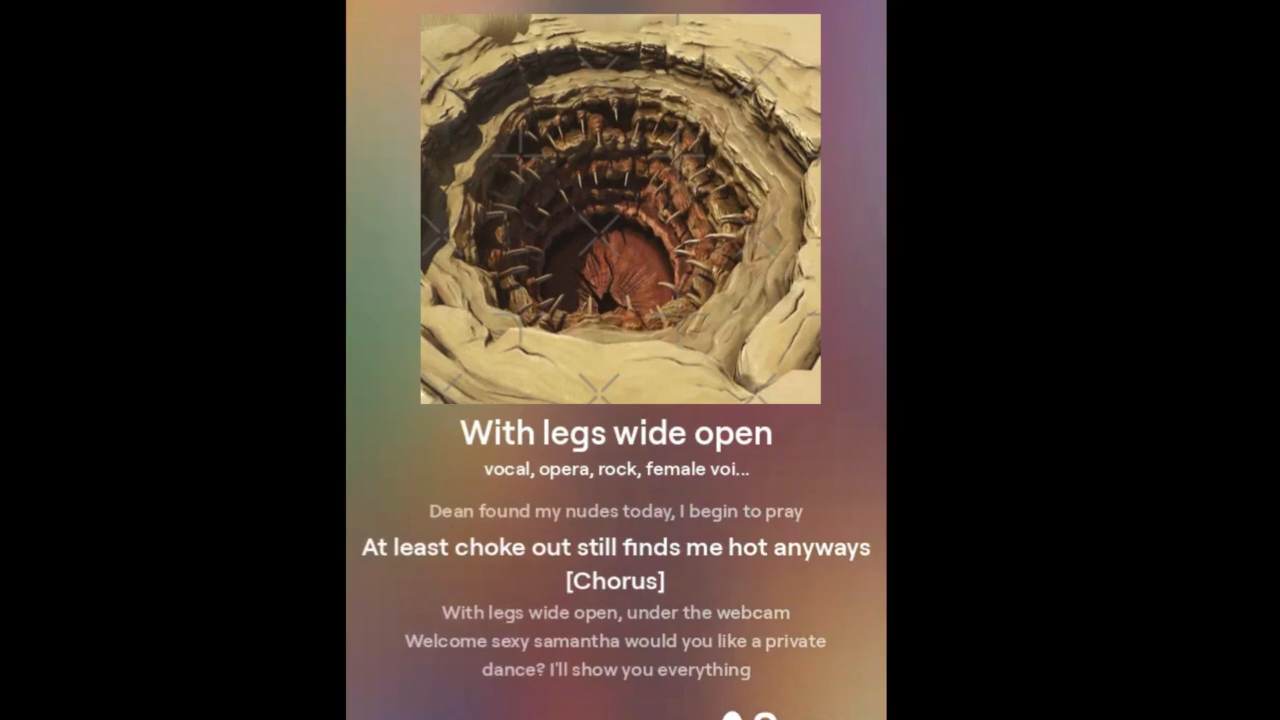 With legs wide open
vocal, opera, rock, female voi...
Dean found my nudes today, I begin to pray
At least choke out still finds me hot anyways
[Chorus]
With legs wide open, under the webcam
Welcome sexy samantha would you like a private
dance? I'll show you everything